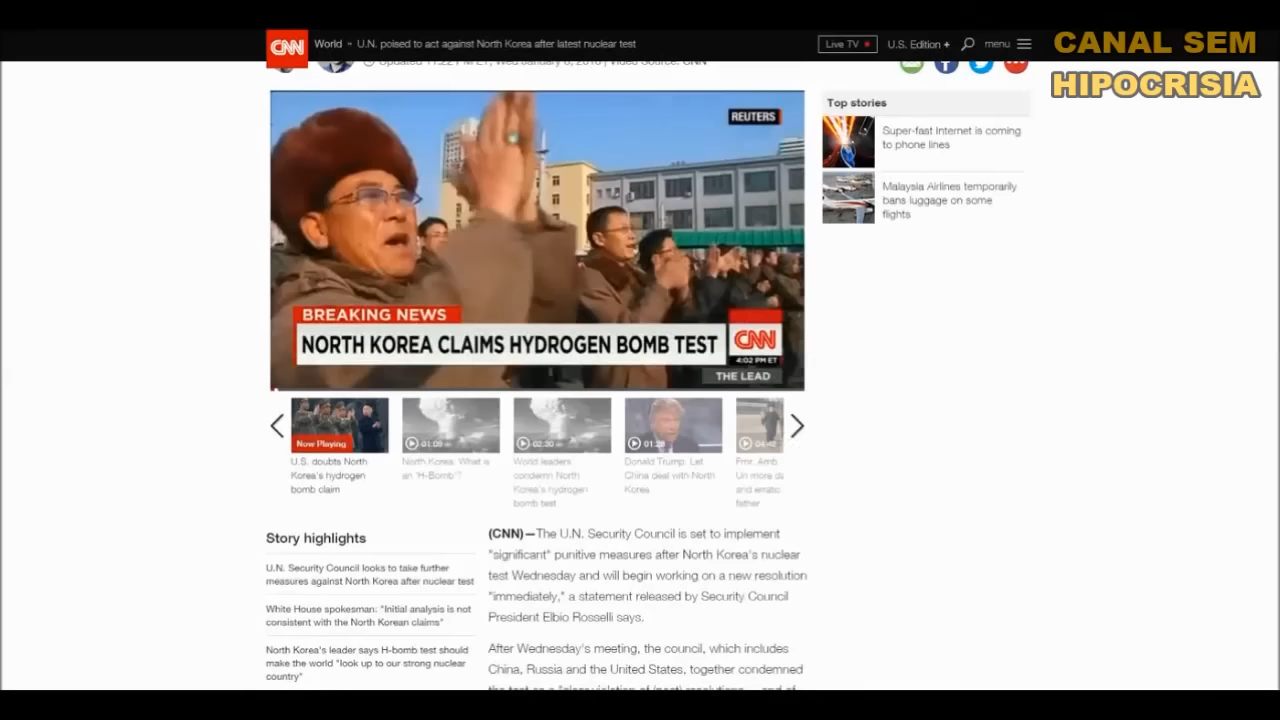 CNN World » U.N. poised to act against North Korea after latest nuclear test
Live TV U.S. Edition + menu
CANAL SEM
HIPOCRISIA
REUTERS
BREAKING NEWS
NORTH KOREA CLAIMS HYDROGEN BOMB TEST
CNN
4:02 PM ET
THE LEAD
Top stories
Super-fast Internet is coming
to phone lines
Malaysia Airlines temporarily
bans luggage on some
flights
Now Playing
U.S. doubts North
Korea's hydrogen
bomb claim
North Korea: What is
an 'H-Bomb'?
World leaders
condemn North
Korea's hydrogen
bomb test
Donald Trump: Let
China deal with North
Korea
Fmr. Amb.
and erratic
father
Story highlights
U.N. Security Council looks to take further
measures against North Korea after nuclear test
White House spokesman: "Initial analysis is not
consistent with the North Korean claims"
North Korea's leader says H-bomb test should
make the world "look up to our strong nuclear
country"
(CNN)—The U.N. Security Council is set to implement
"significant" punitive measures after North Korea's nuclear
test Wednesday and will begin working on a new resolution
"immediately," a statement released by Security Council
President Elbio Rosselli says.
After Wednesday's meeting, the council, which includes
China, Russia and the United States, together condemned